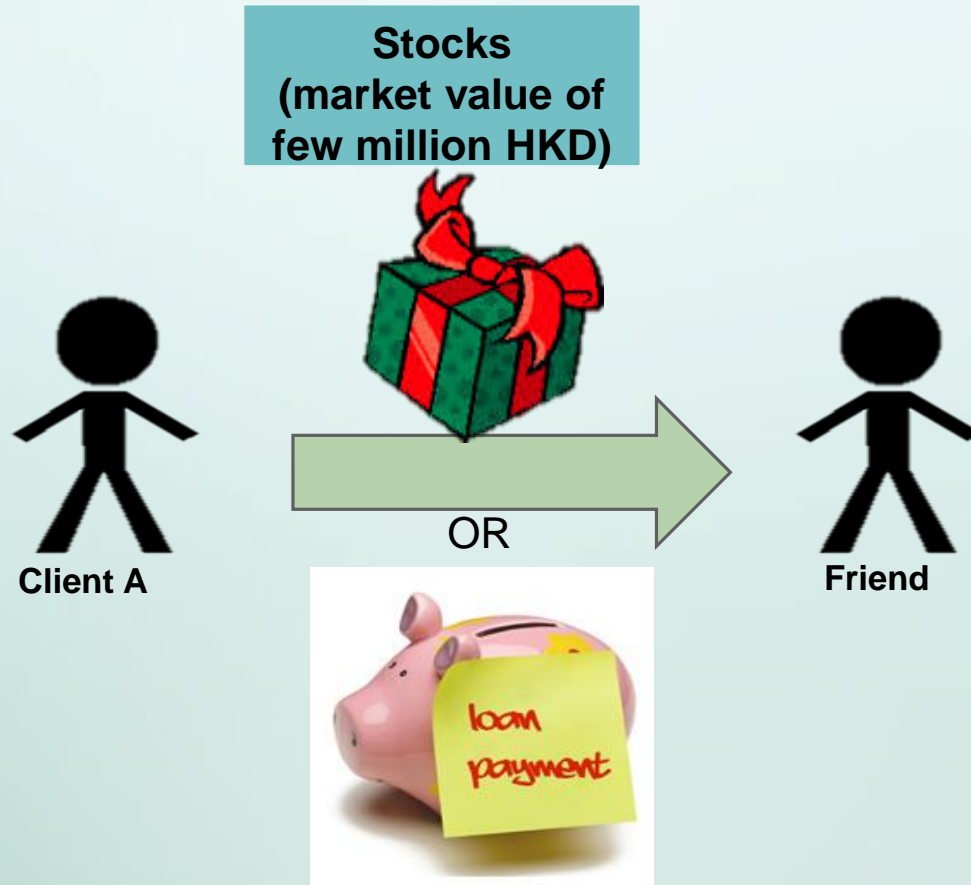 Stocks
(market value of
few million HKD)
OR
Client A
Friend
loan
payment